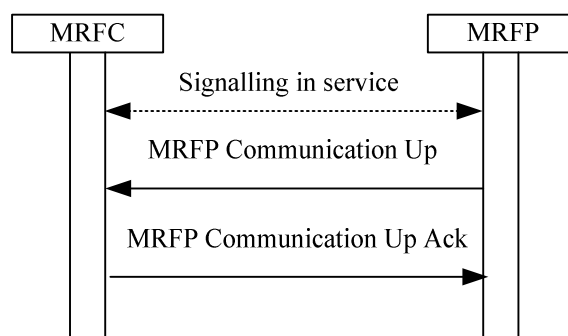 MRFC
MRFP
Signalling in service
MRFP Communication Up
MRFP Communication Up Ack